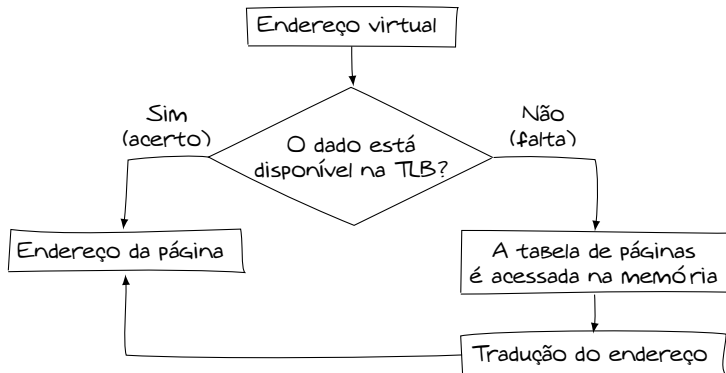 Endereço virtual
Sim
(acerto)
Não
(falta)
O dado está
disponível na TLB?
Endereço da página
A tabela de páginas
é acessada na memória
Tradução do endereço